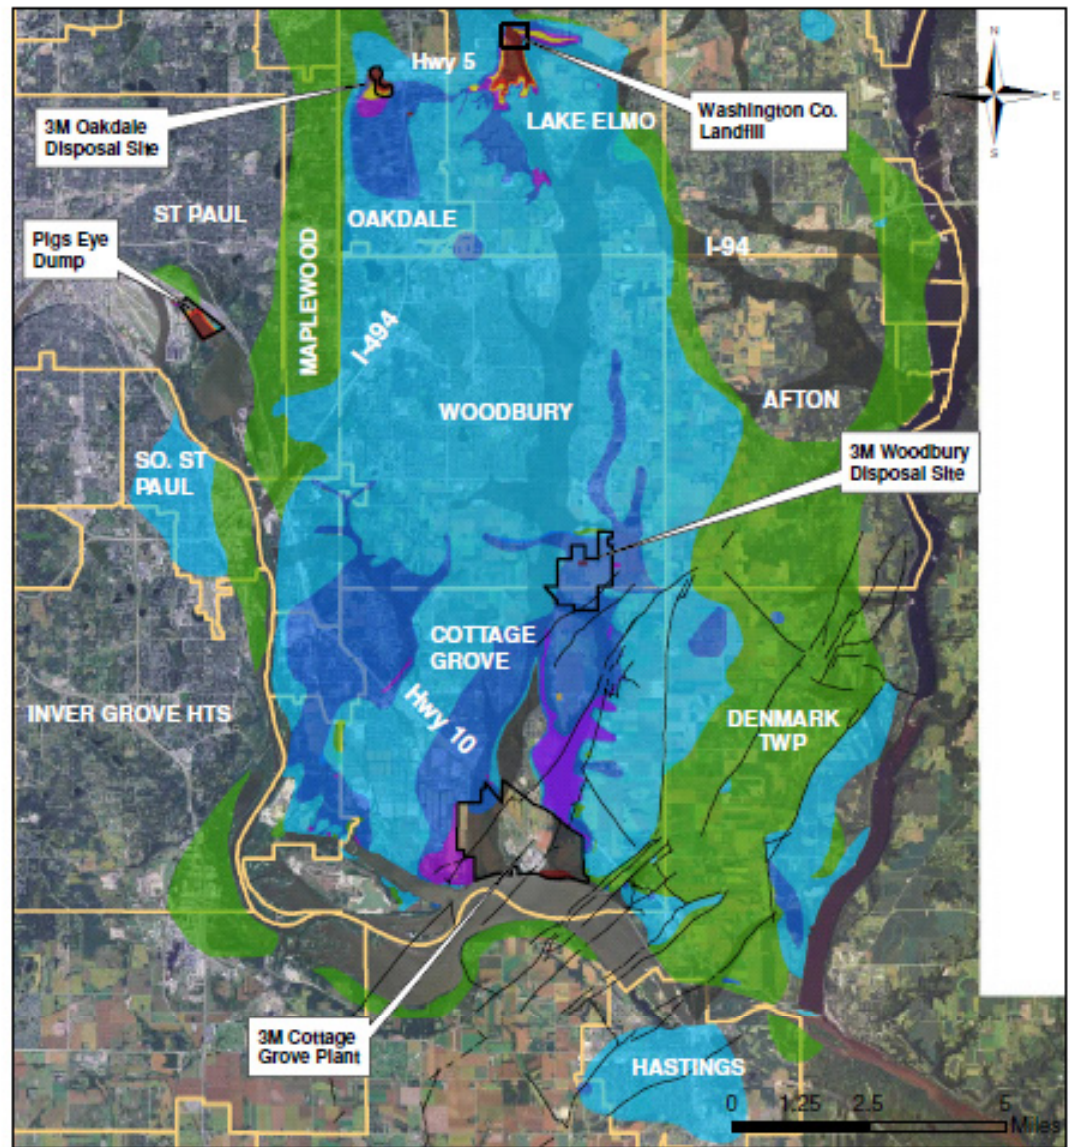 N
E
S
Hwy 5
3M Oakdale
Disposal Site
LAKE ELMO
Washington Co.
Landfill
ST PAUL
OAKDALE
Pigs Eye
Dump
MAPLEWOOD
I-94
I-494
WOODBURY
AFTON
3M Woodbury
Disposal Site
SO. ST
PAUL
COTTAGE
GROVE
Hwy 10
INVER GROVE HTS
DENMARK
TWP
3M Cottage
Grove Plant
HASTINGS
0 1.25 2.5 5
Miles